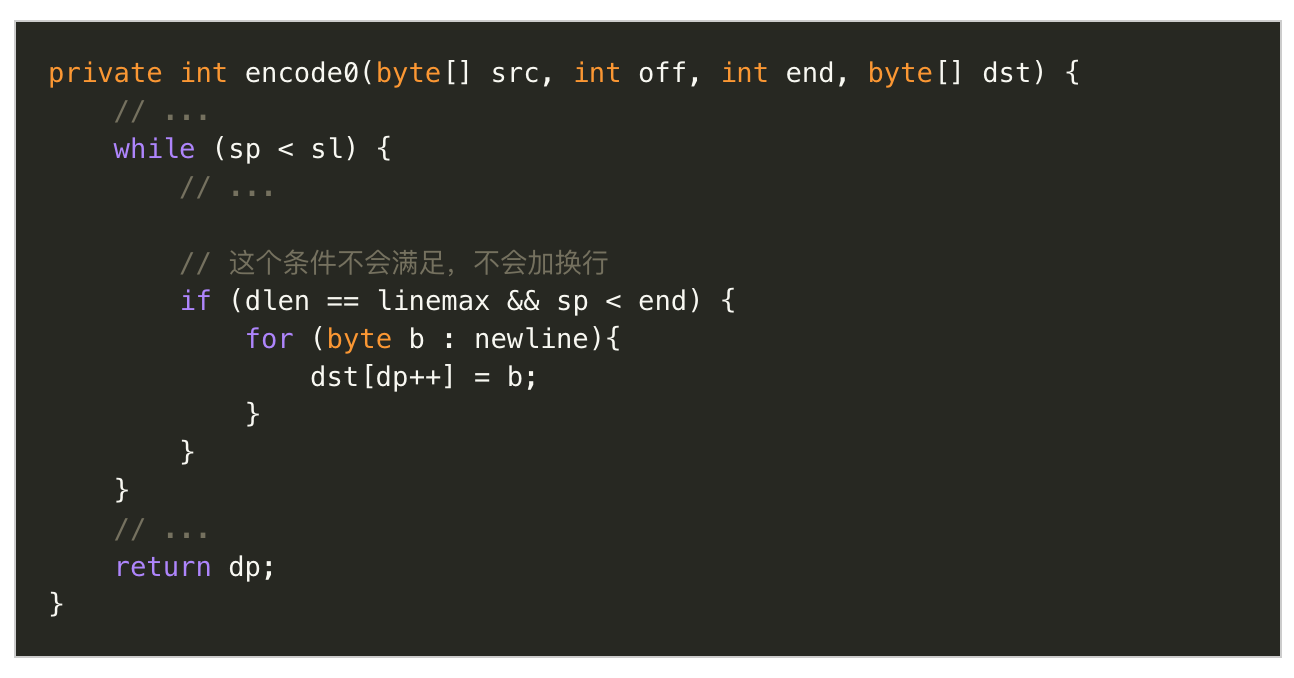 private int encode0(byte[] src, int off, int end, byte[] dst) {
    // ...
    while (sp < sl) {
        // ...

        // 这个条件不会满足，不会加换行
        if (dlen == linemax && sp < end) {
            for (byte b : newline){
                dst[dp++] = b;
            }
        }
    }
    // ...
    return dp;
}